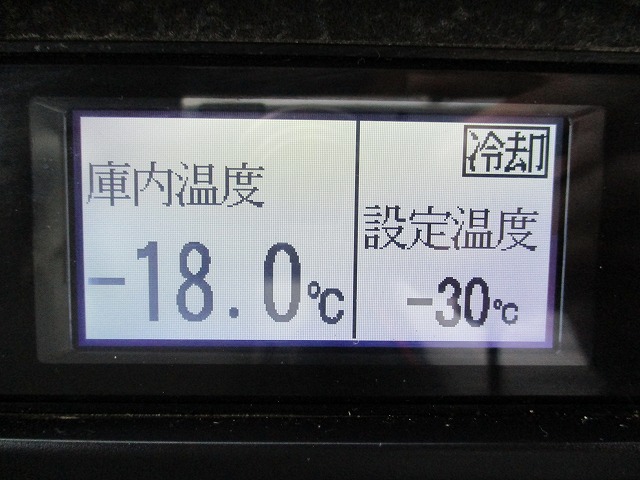 庫内温度
-18.0℃
冷却
設定温度
-30℃